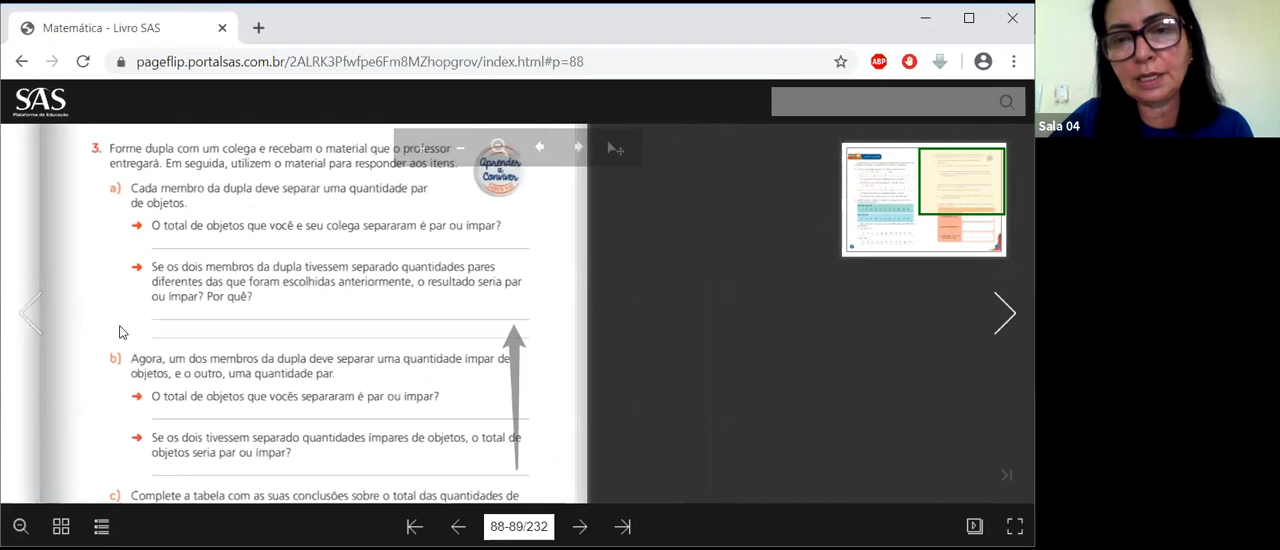 Matemática - Livro SAS
pageflip.portalsas.com.br/2ALRK3Pfwfpe6Fm8MZhopgrov/index.html#p=88
ABP
SAS
Plataforma de Educação
Sala 04
3. Forme dupla com um colega e recebam o material que o professor
entregará. Em seguida, utilizem o material para responder aos itens.
Aprender
a
Conviver
a) Cada membro da dupla deve separar uma quantidade par
de objetos.
→ O total de objetos que você e seu colega separaram é par ou ímpar?
→ Se os dois membros da dupla tivessem separado quantidades pares
diferentes das que foram escolhidas anteriormente, o resultado seria par
ou ímpar? Por quê?
b) Agora, um dos membros da dupla deve separar uma quantidade ímpar de
objetos, e o outro, uma quantidade par.
→ O total de objetos que vocês separaram é par ou ímpar?
→ Se os dois tivessem separado quantidades ímpares de objetos, o total de
objetos seria par ou ímpar?
c) Complete a tabela com as suas conclusões sobre o total das quantidades de
88-89/232